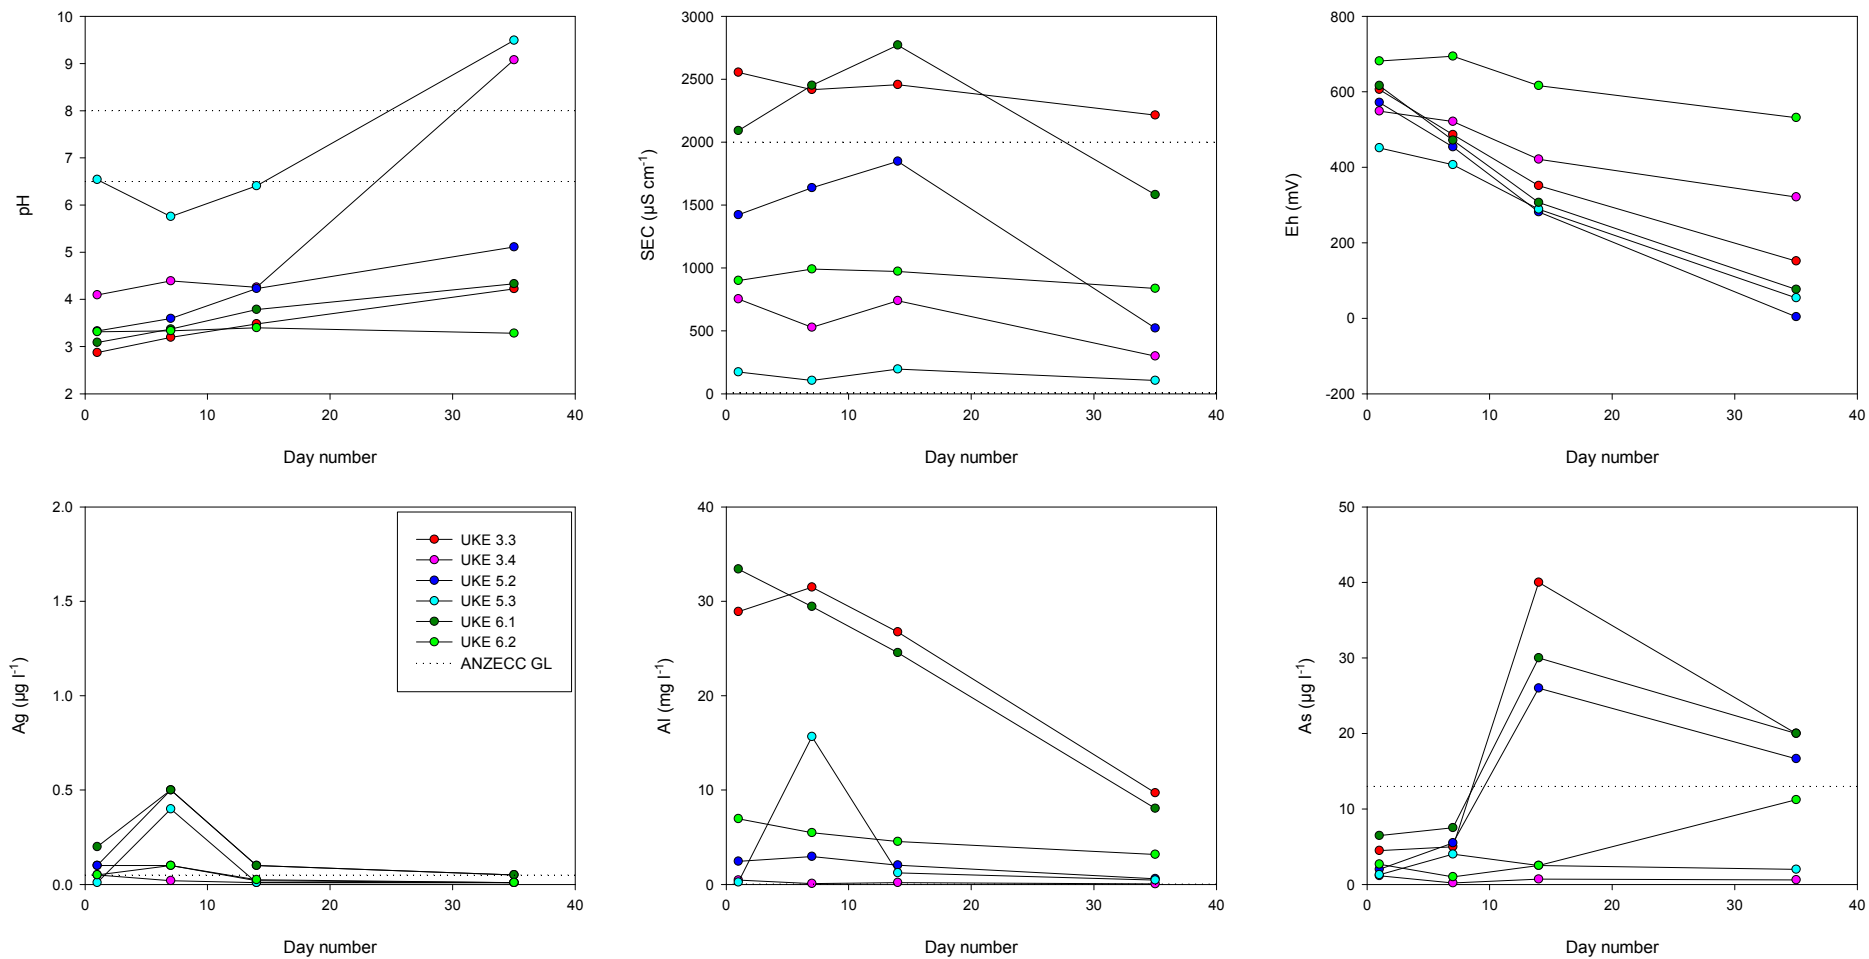 10
9
8
7
6
5
4
3
2
pH
0 10 20 30 40
Day number
3000
2500
2000
1500
1000
500
0
SEC (µS cm⁻¹)
0 10 20 30 40
Day number
800
600
400
200
0
-200
Eh (mV)
0 10 20 30 40
Day number
2.0
1.5
1.0
0.5
0.0
Ag (µg l⁻¹)
UKE 3.3
UKE 3.4
UKE 5.2
UKE 5.3
UKE 6.1
UKE 6.2
ANZECC GL
0 10 20 30 40
Day number
40
30
20
10
0
Al (mg l⁻¹)
0 10 20 30 40
Day number
50
40
30
20
10
0
As (µg l⁻¹)
0 10 20 30 40
Day number